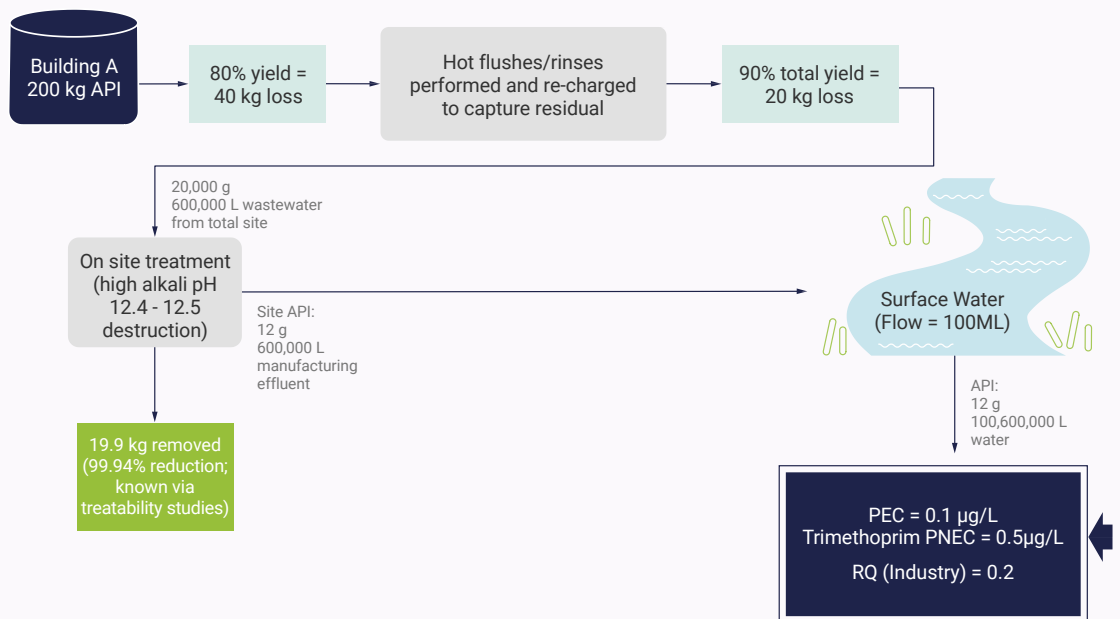 Building A
200 kg API
80% yield =
40 kg loss
Hot flushes/rinses
performed and re-charged
to capture residual
90% total yield =
20 kg loss
20,000 g
600,000 L wastewater
from total site
On site treatment
(high alkali pH
12.4 - 12.5
destruction)
Site API:
12 g
600,000 L
manufacturing
effluent
Surface Water
(Flow = 100ML)
API:
12 g
100,600,000 L
water
19.9 kg removed
(99.94% reduction;
known via
treatability studies)
PEC = 0.1 µg/L
Trimethoprim PNEC = 0.5µg/L
RQ (Industry) = 0.2